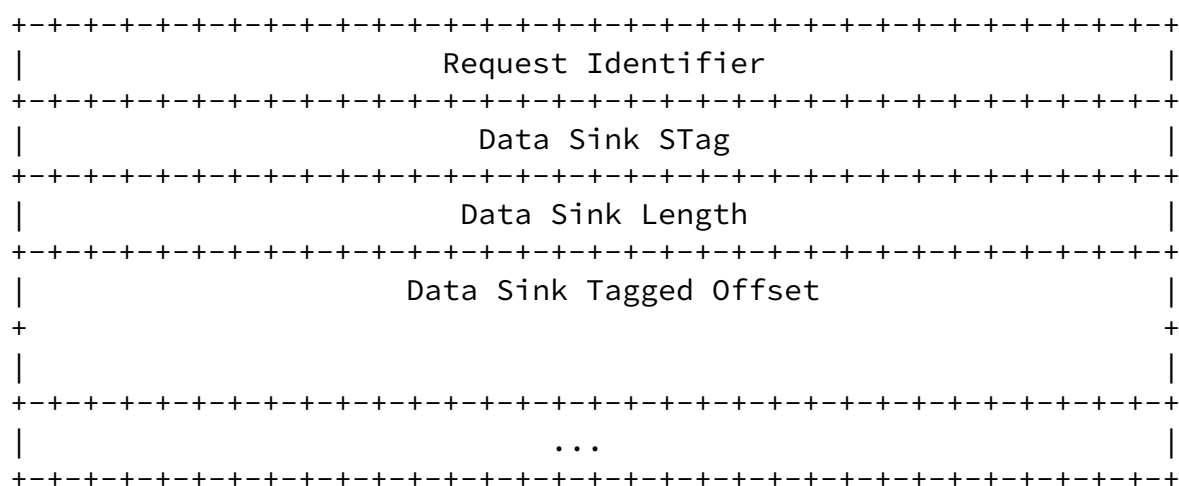 +-+-+-+-+-+-+-+-+-+-+-+-+-+-+-+-+-+-+-+-+-+-+-+-+-+-+-+-+-+-+-+-+
|                        Request Identifier                     |
+-+-+-+-+-+-+-+-+-+-+-+-+-+-+-+-+-+-+-+-+-+-+-+-+-+-+-+-+-+-+-+-+
|                         Data Sink STag                        |
+-+-+-+-+-+-+-+-+-+-+-+-+-+-+-+-+-+-+-+-+-+-+-+-+-+-+-+-+-+-+-+-+
|                        Data Sink Length                       |
+-+-+-+-+-+-+-+-+-+-+-+-+-+-+-+-+-+-+-+-+-+-+-+-+-+-+-+-+-+-+-+-+
|                     Data Sink Tagged Offset                   |
+                                                               +
|                                                               |
+-+-+-+-+-+-+-+-+-+-+-+-+-+-+-+-+-+-+-+-+-+-+-+-+-+-+-+-+-+-+-+-+
|                             ...                               |
+-+-+-+-+-+-+-+-+-+-+-+-+-+-+-+-+-+-+-+-+-+-+-+-+-+-+-+-+-+-+-+-+